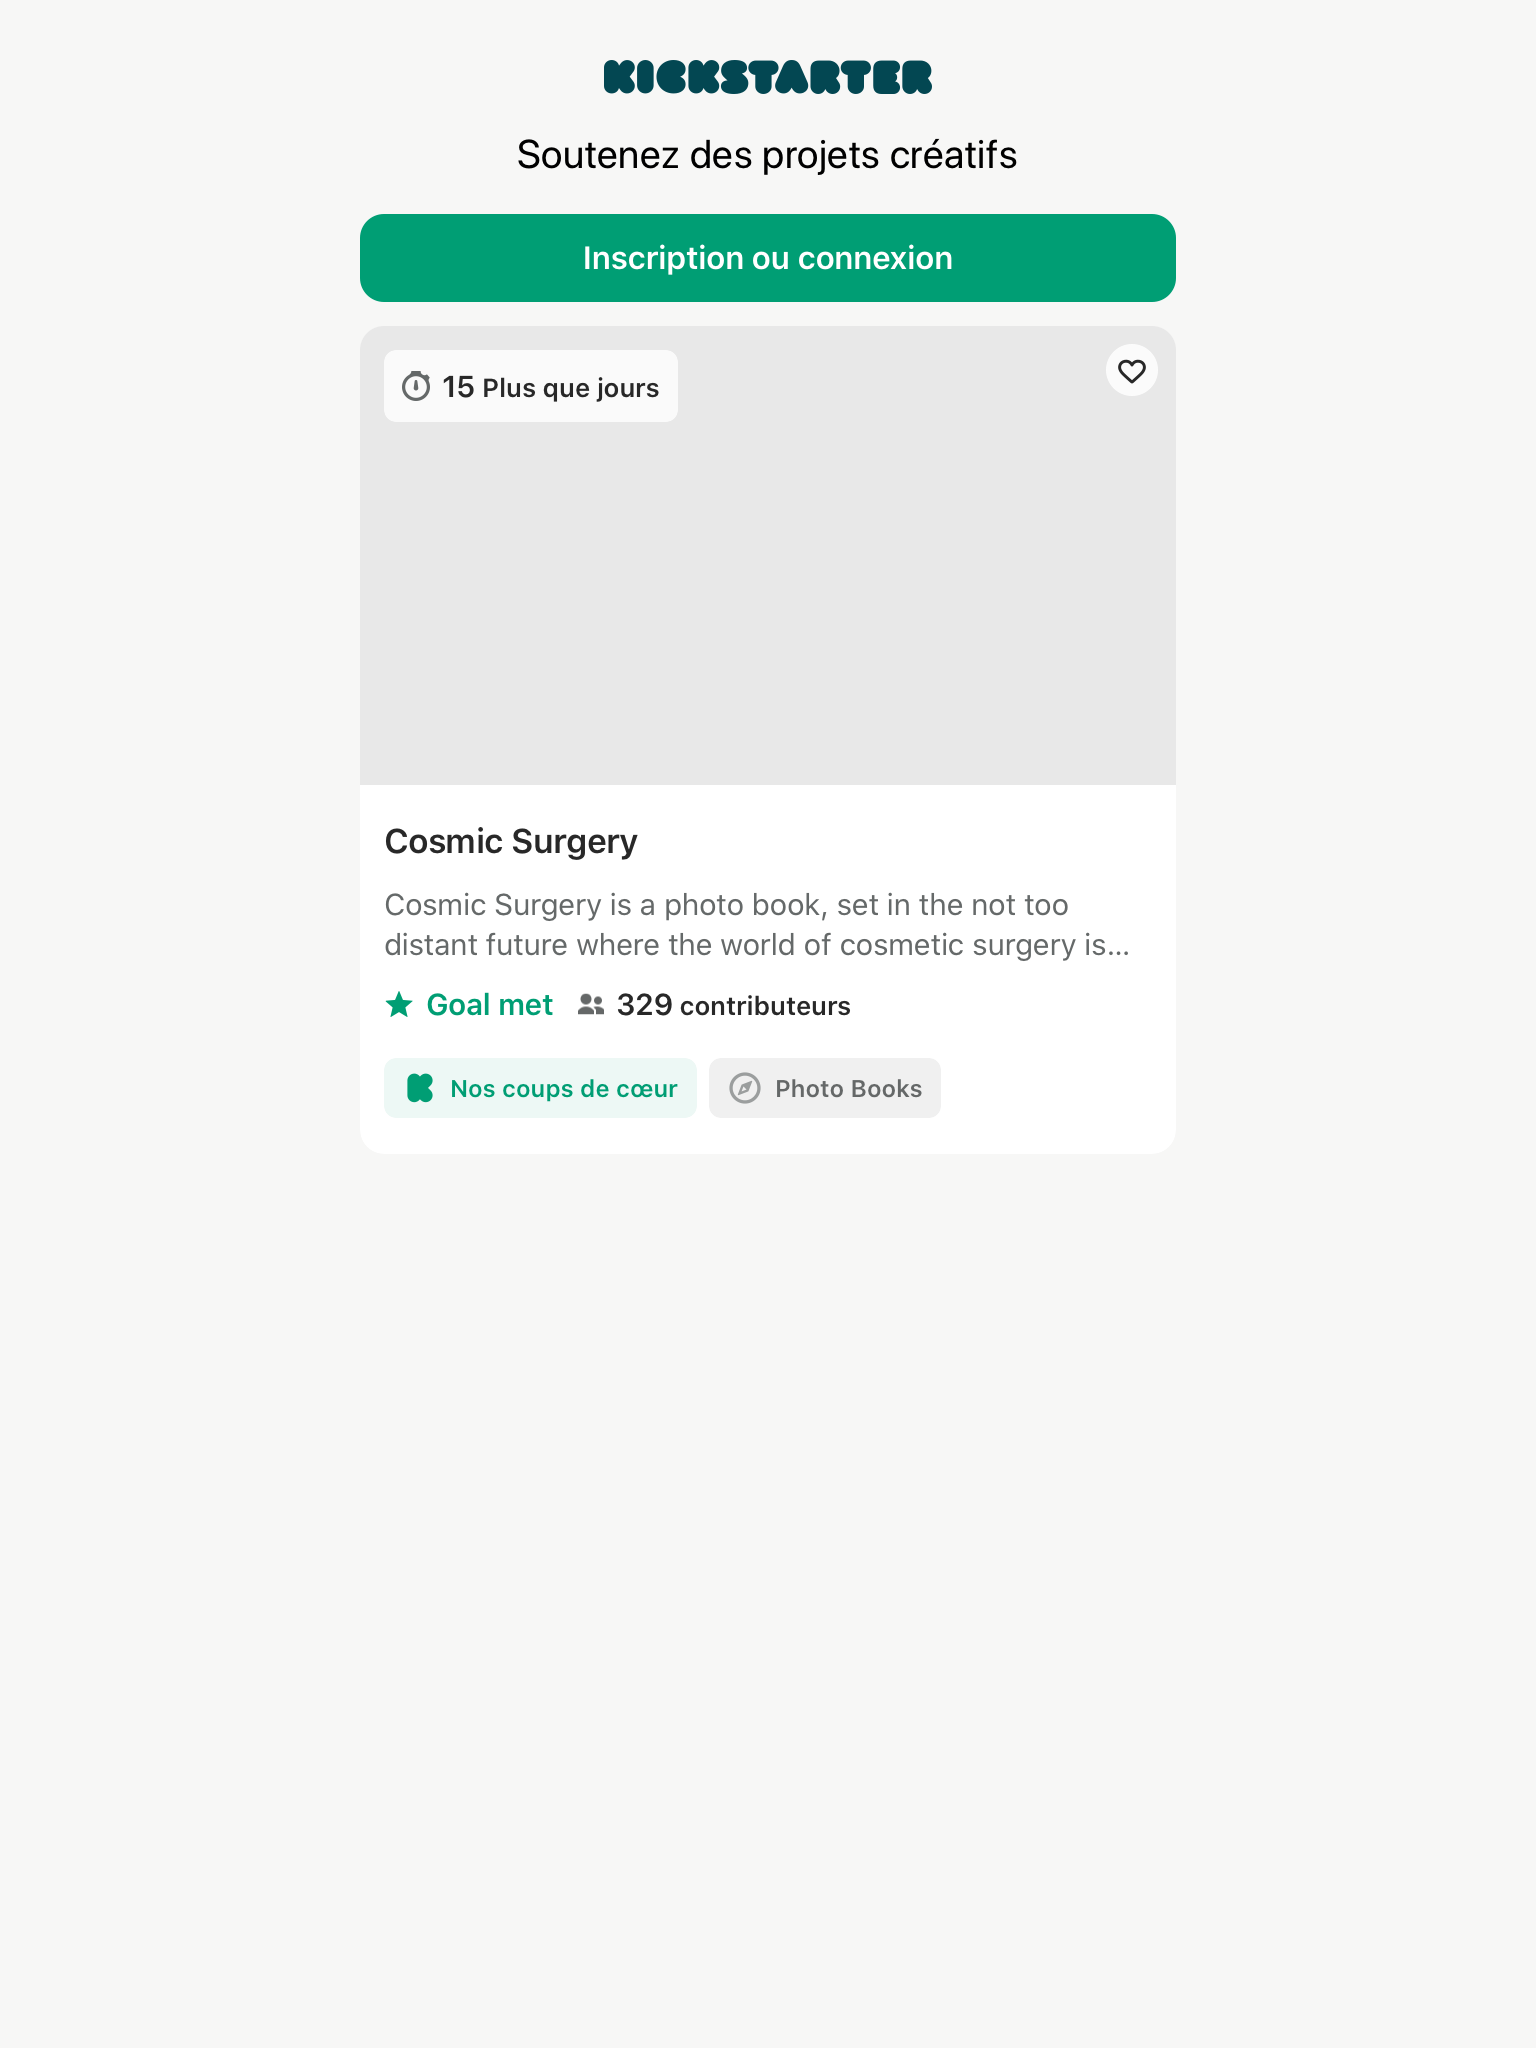 KICKSTARTER
Soutenez des projets créatifs
Inscription ou connexion
15 Plus que jours
Cosmic Surgery
Cosmic Surgery is a photo book, set in the not too
distant future where the world of cosmetic surgery is...
Goal met 329 contributeurs
Nos coups de cœur Photo Books